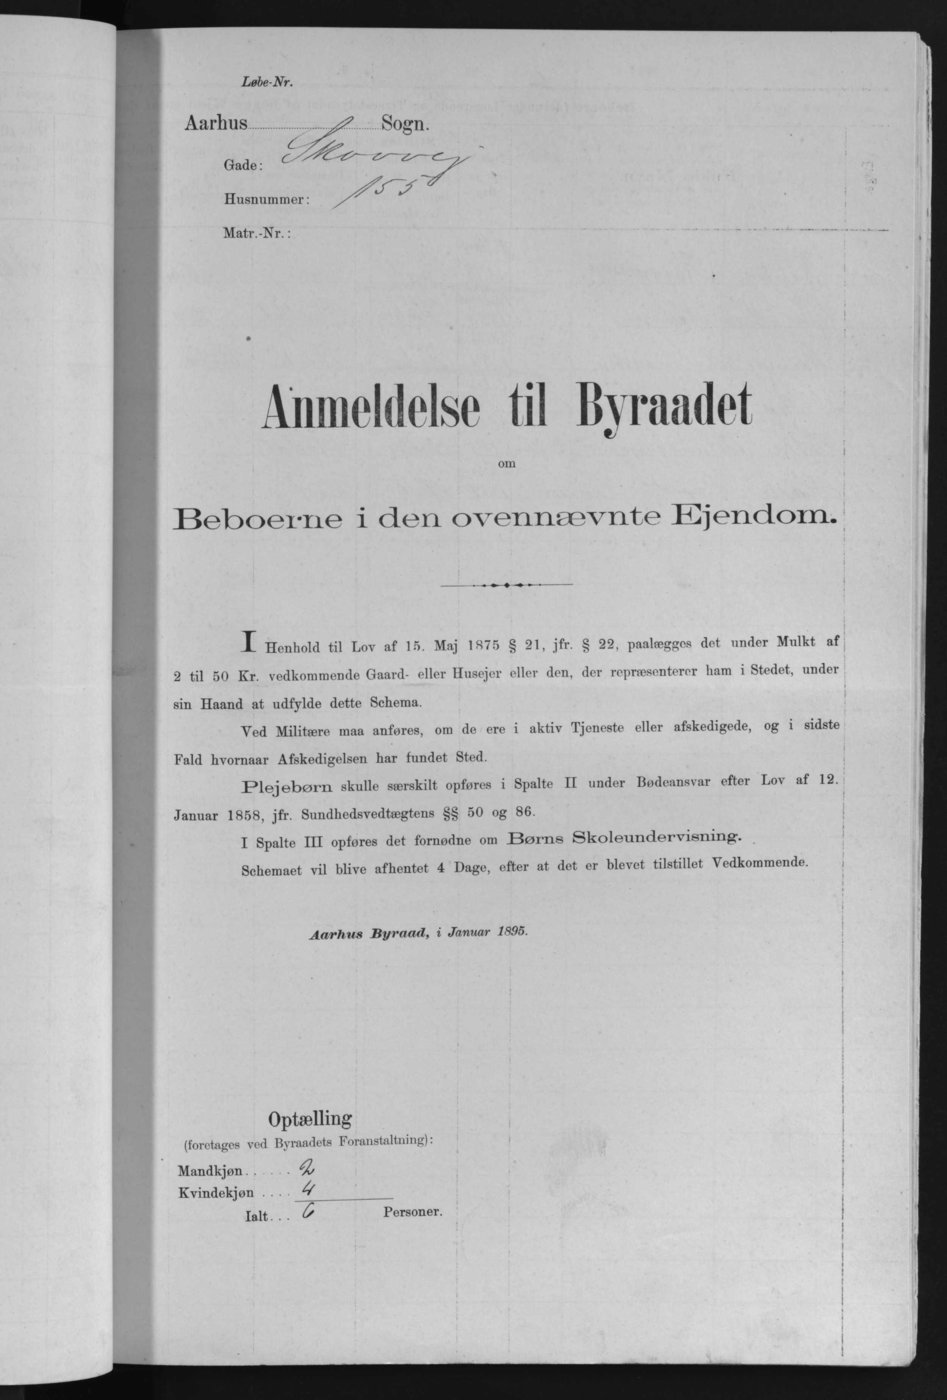 Løbe-Nr.
Aarhus Sogn.
Gade: Skovvej
Husnummer: 155
Matr.-Nr.:
Anmeldelse til Byraadet
om
Beboerne i den ovennævnte Ejendom.
I Henhold til Lov af 15. Maj 1875 § 21, jfr. § 22, paalægges det under Mulkt af
2 til 50 Kr. vedkommende Gaard- eller Husejer eller den, der repræsenterer ham i Stedet, under
sin Haand at udfylde dette Schema.
Ved Militære maa anføres, om de ere i aktiv Tjeneste eller afskedigede, og i sidste
Fald hvornaar Afskedigelsen har fundet Sted.
Plejebørn skulle særskilt opføres i Spalte II under Bødeansvar efter Lov af 12.
Januar 1858, jfr. Sundhedsvedtægtens §§ 50 og 86.
I Spalte III opføres det fornødne om Børns Skoleundervisning.
Schemaet vil blive afhentet 4 Dage, efter at det er blevet tilstillet Vedkommende.
Aarhus Byraad, i Januar 1895.
Optælling
(foretages ved Byraadets Foranstaltning):
Mandkjøn...... 2
Kvindekjøn .... 4
Ialt... 6 Personer.